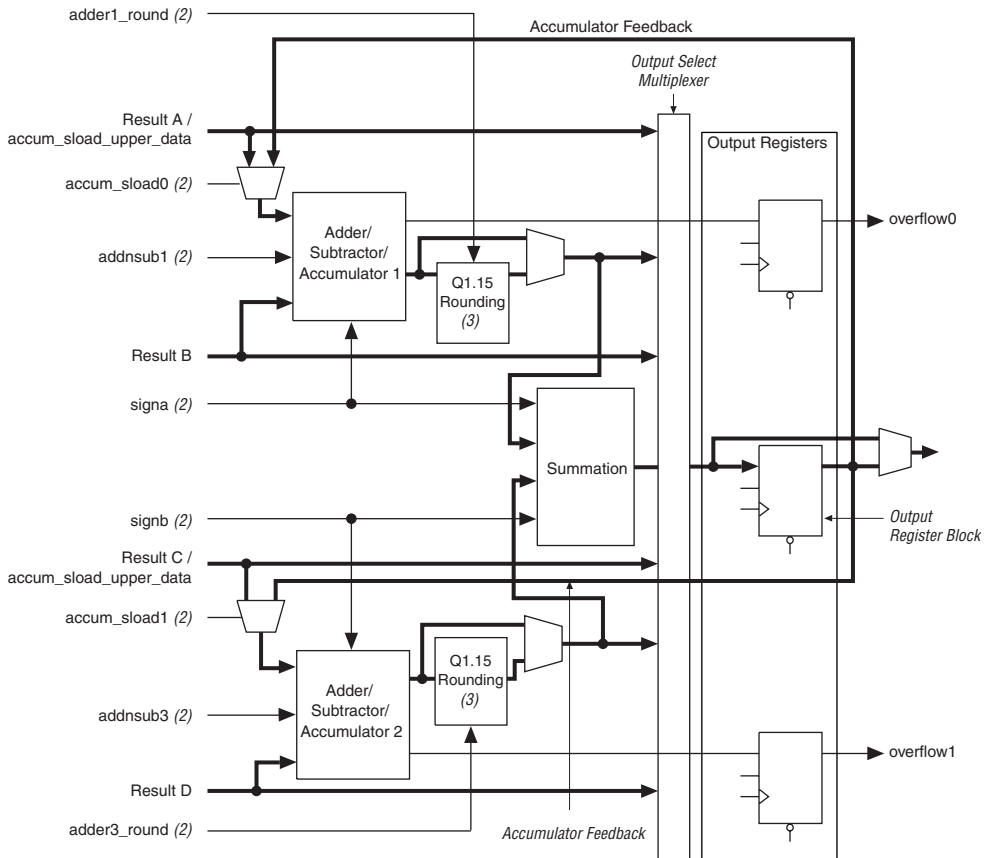 adder1_round (2)
Accumulator Feedback
Output Select
Multiplexer
Result A /
accum_sload_upper_data
Output Registers
accum_sload0 (2)
overflow0
Adder/
Subtractor/
Accumulator 1
addnsub1 (2)
Q1.15
Rounding
(3)
Result B
signa (2)
Summation
signb (2)
Output
Register Block
Result C /
accum_sload_upper_data
accum_sload1 (2)
Q1.15
Rounding
(3)
Adder/
Subtractor/
Accumulator 2
addnsub3 (2)
overflow1
Result D
adder3_round (2)
Accumulator Feedback